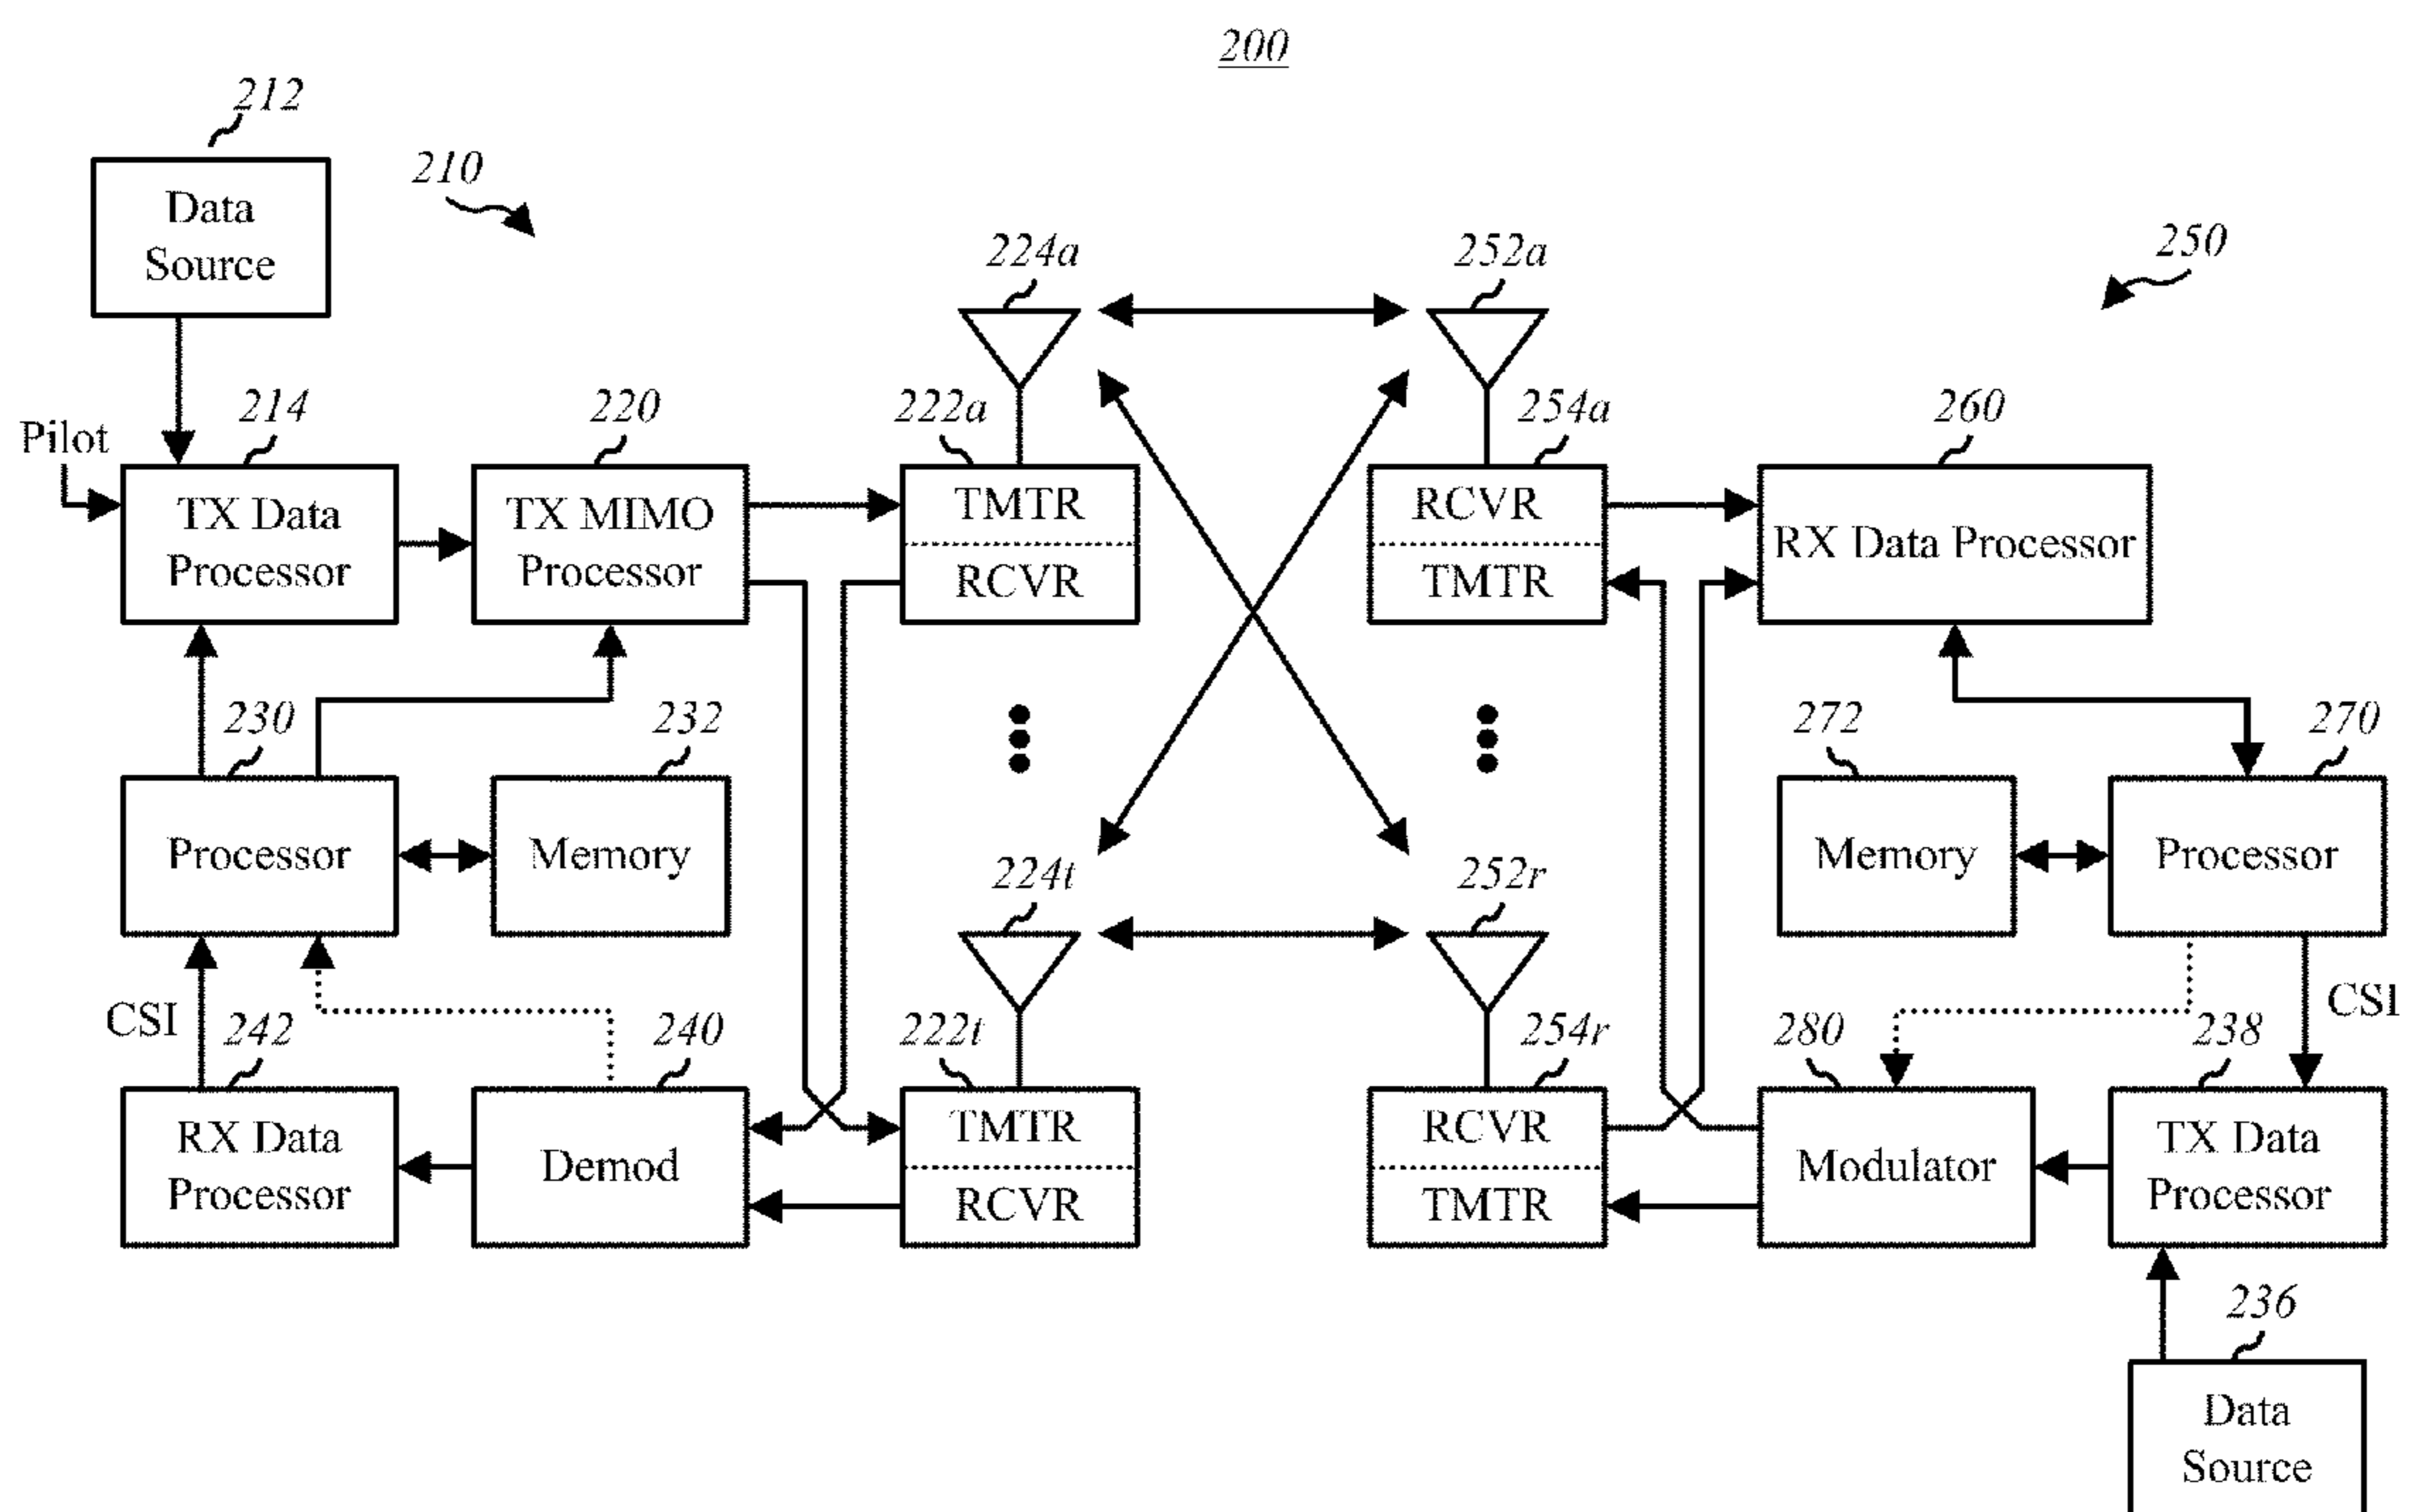 200
212
Data
Source
210
250
224a
252a
Pilot
214
220
222a
254a
260
TX Data
Processor
TX MIMO
Processor
TMTR
RCVR
RCVR
TMTR
RX Data Processor
230
232
272
270
Processor
Memory
Memory
Processor
224t
252r
CSI
242
240
222t
254r
280
238
CSI
RX Data
Processor
Demod
TMTR
RCVR
RCVR
TMTR
Modulator
TX Data
Processor
236
Data
Source